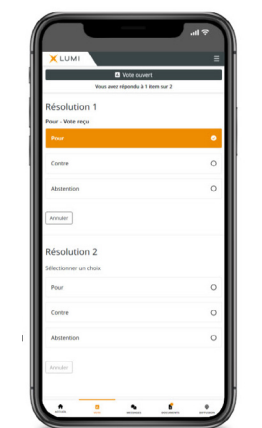 LUMI
Vote ouvert
Vous avez répondu à 1 item sur 2
Résolution 1
Pour - Vote reçu
Pour
Contre
Abstention
Annuler
Résolution 2
Sélectionner un choix
Pour
Contre
Abstention
Annuler